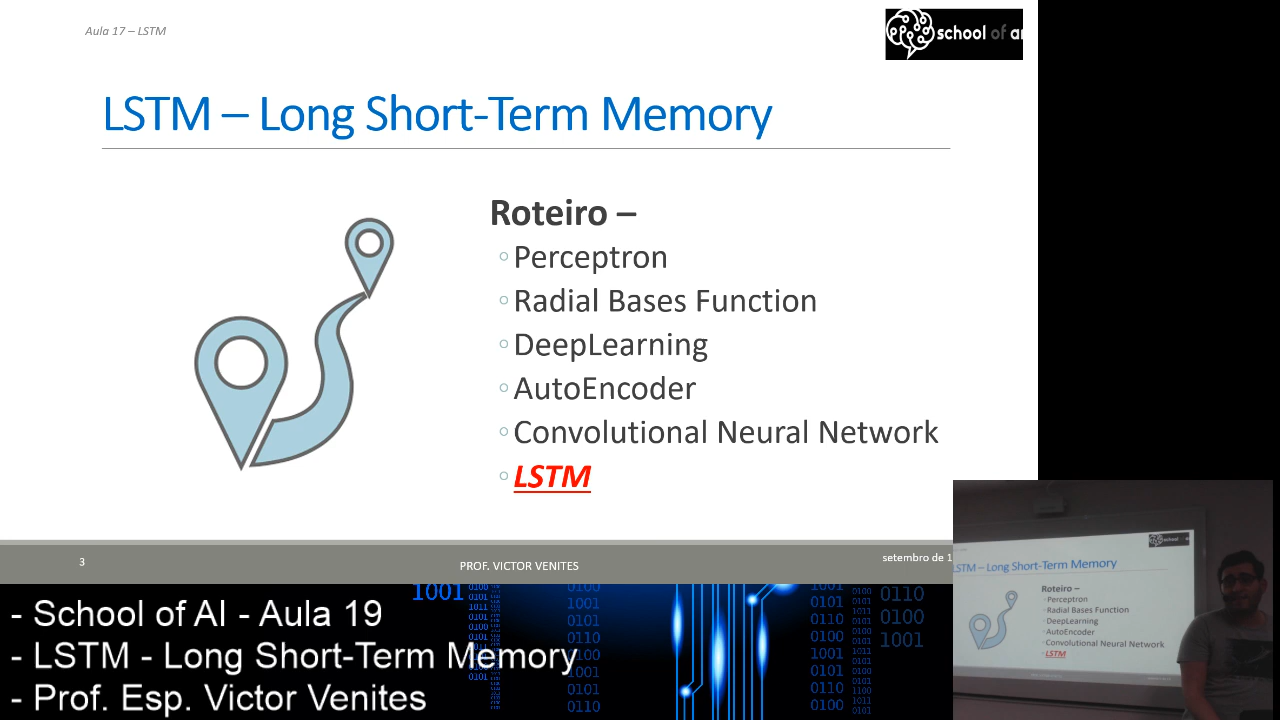 Aula 17 – LSTM
school of ai
LSTM – Long Short-Term Memory
Roteiro –
Perceptron
Radial Bases Function
DeepLearning
AutoEncoder
Convolutional Neural Network
LSTM
3
PROF. VICTOR VENITES
setembro de 1
- School of AI - Aula 19
- LSTM - Long Short-Term Memory
- Prof. Esp. Victor Venites
LSTM – Long Short-Term Memory
Roteiro –
Perceptron
Radial Bases Function
DeepLearning
AutoEncoder
Convolutional Neural Network
LSTM